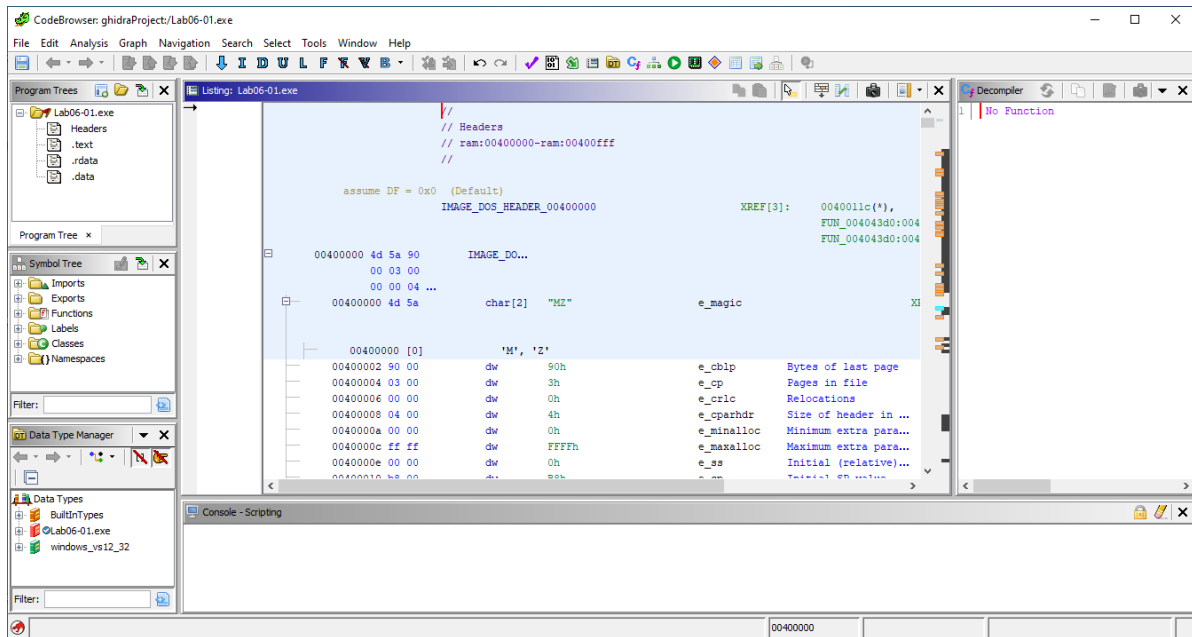 CodeBrowser: ghidraProject:/Lab06-01.exe
File Edit Analysis Graph Navigation Search Select Tools Window Help
I D U L F R V B
Program Trees
Lab06-01.exe
Headers
.text
.rdata
.data
Program Tree ×
Symbol Tree
Imports
Exports
Functions
Labels
Classes
Namespaces
Filter:
Data Type Manager
Data Types
BuiltInTypes
Lab06-01.exe
windows_vs12_32
Filter:
Listing: Lab06-01.exe
//
// Headers
// ram:00400000-ram:00400fff
//
assume DF = 0x0 (Default)
IMAGE_DOS_HEADER_00400000 XREF[3]: 0040011c(*),
FUN_004043d0:004
FUN_004043d0:004
00400000 4d 5a 90 IMAGE_DO...
00 03 00
00 00 04 ...
00400000 4d 5a char[2] "MZ" e_magic
00400000 [0] 'M', 'Z'
00400002 90 00 dw 90h e_cblp Bytes of last page
00400004 03 00 dw 3h e_cp Pages in file
00400006 00 00 dw 0h e_crlc Relocations
00400008 04 00 dw 4h e_cparhdr Size of header in ...
0040000a 00 00 dw 0h e_minalloc Minimum extra para...
0040000c ff ff dw FFFFh e_maxalloc Maximum extra para...
0040000e 00 00 dw 0h e_ss Initial (relative)...
Decompiler
1 No Function
Console - Scripting
00400000